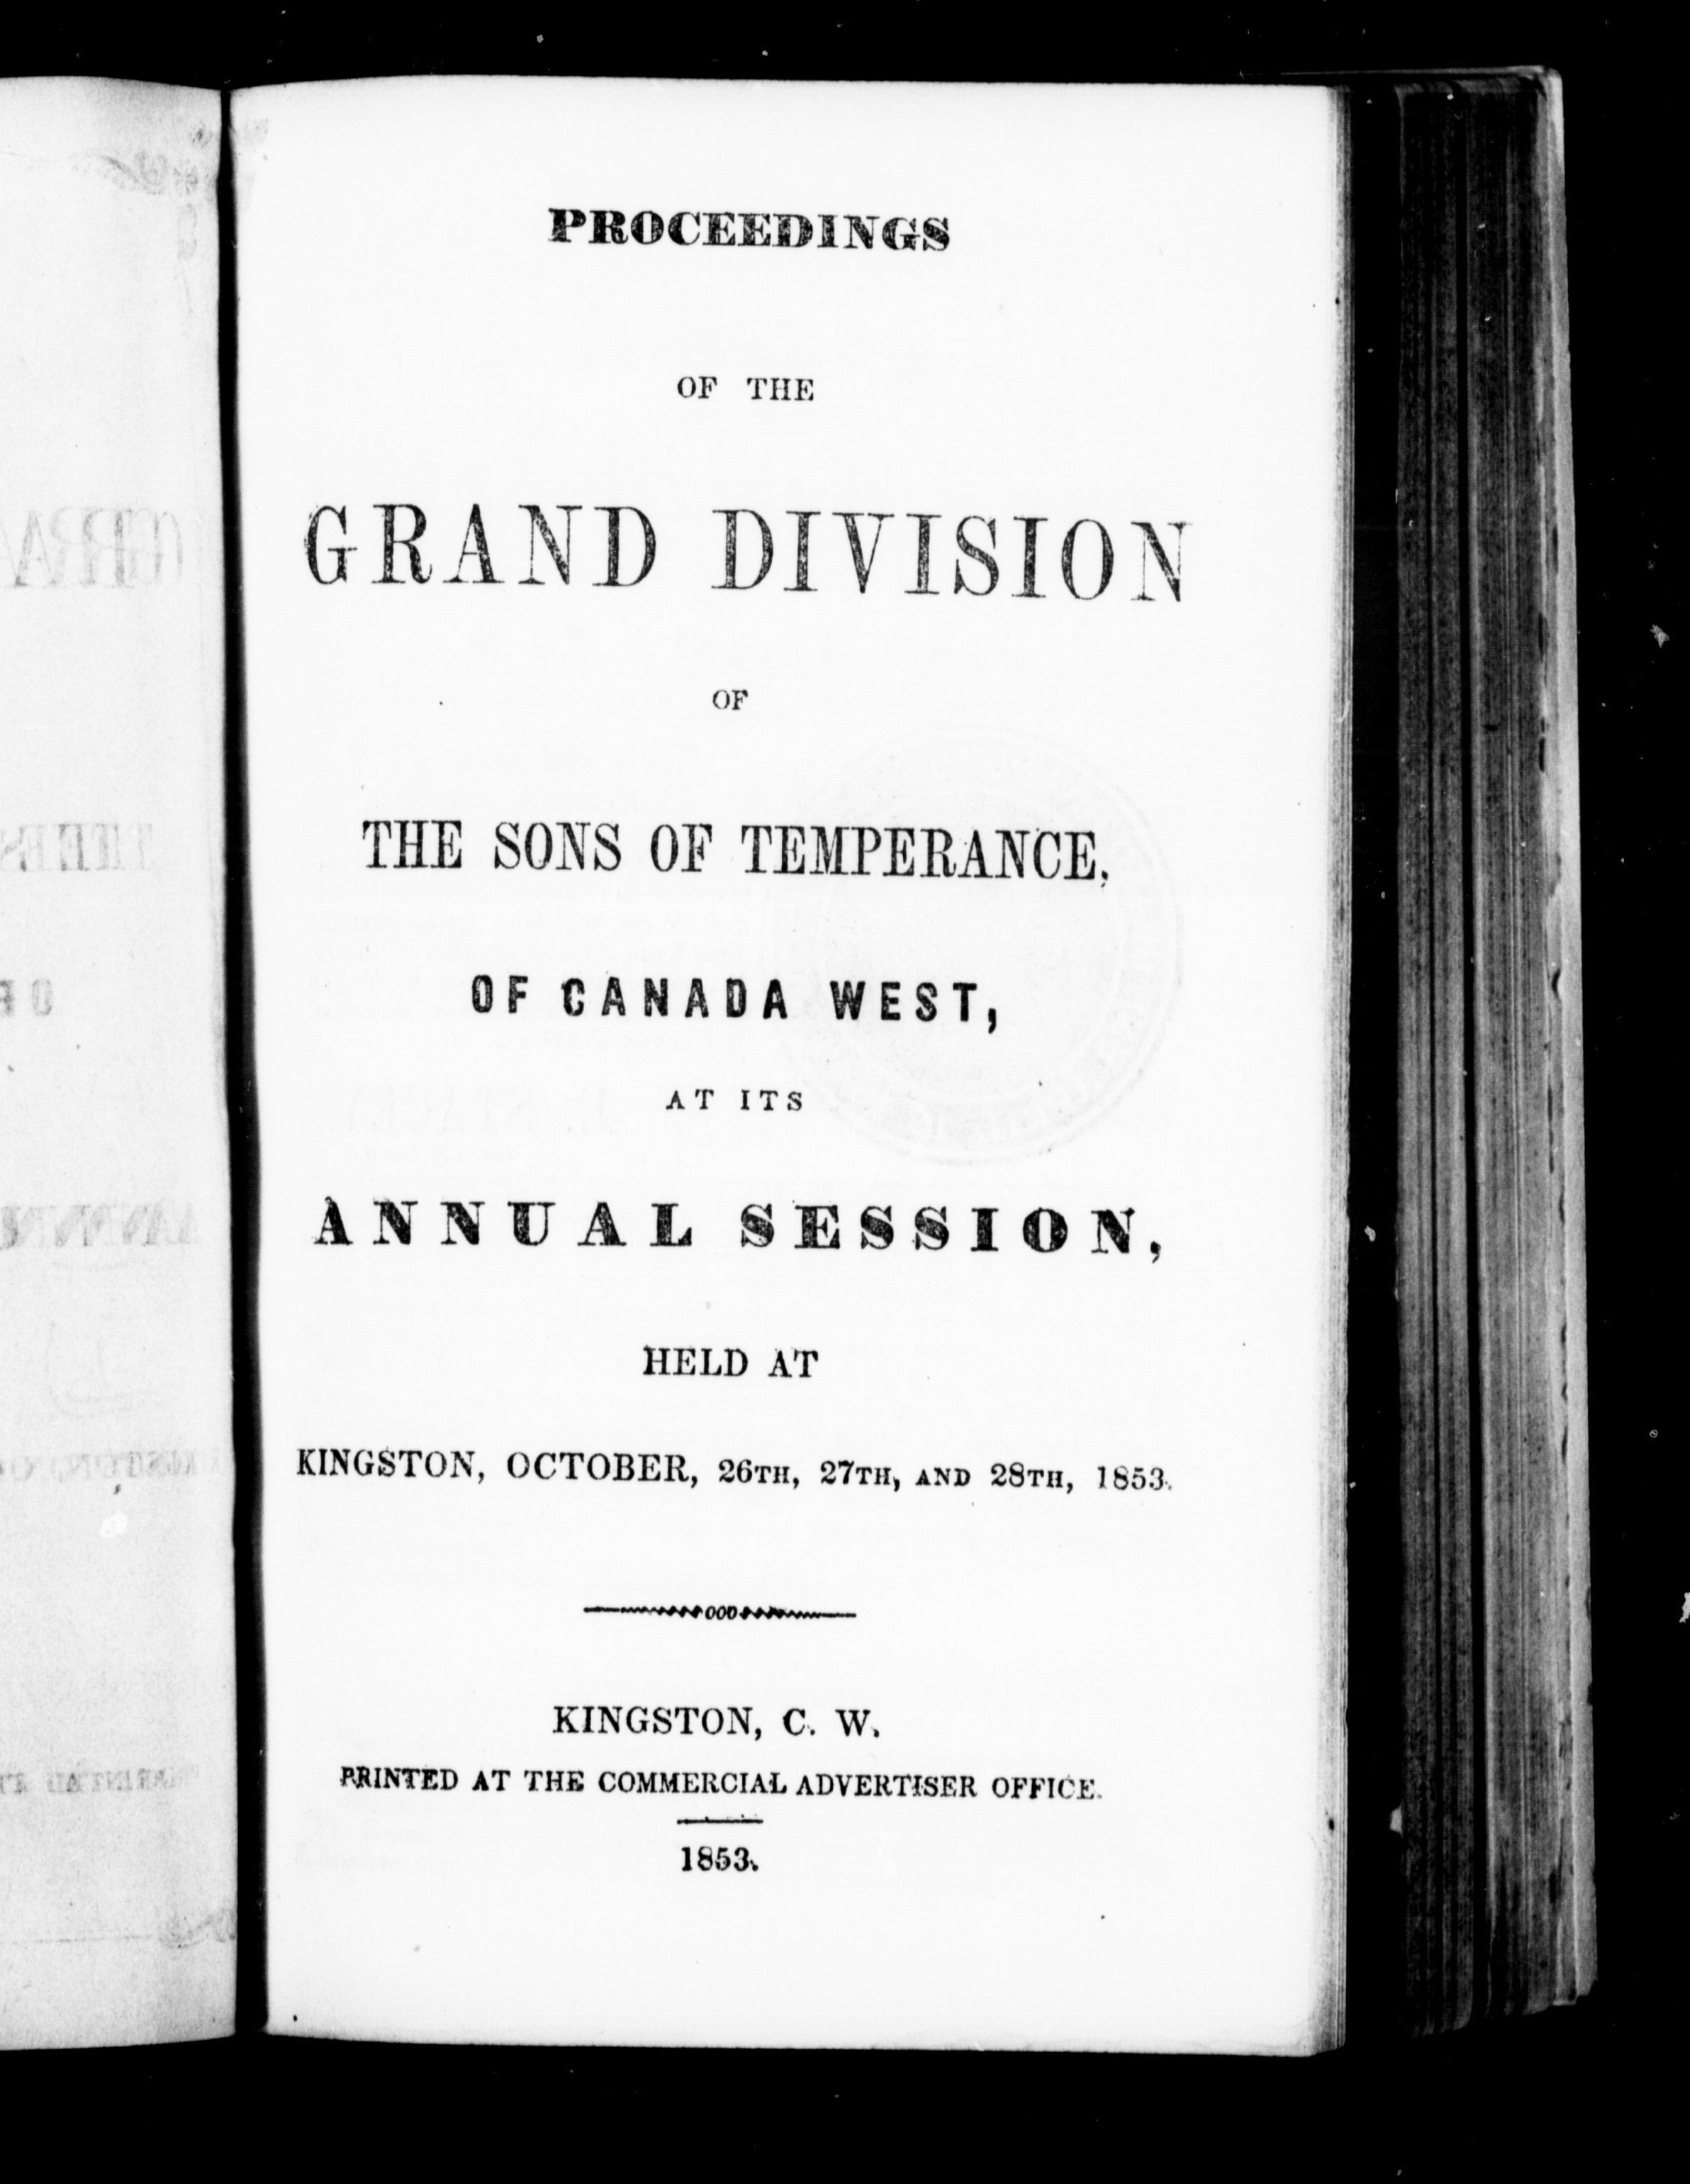 PROCEEDINGS
OF THE
GRAND DIVISION
OF
THE SONS OF TEMPERANCE,
OF CANADA WEST,
AT ITS
ANNUAL SESSION,
HELD AT
KINGSTON, OCTOBER, 26TH, 27TH, AND 28TH, 1853.
KINGSTON, C. W.
PRINTED AT THE COMMERCIAL ADVERTISER OFFICE.
1853.